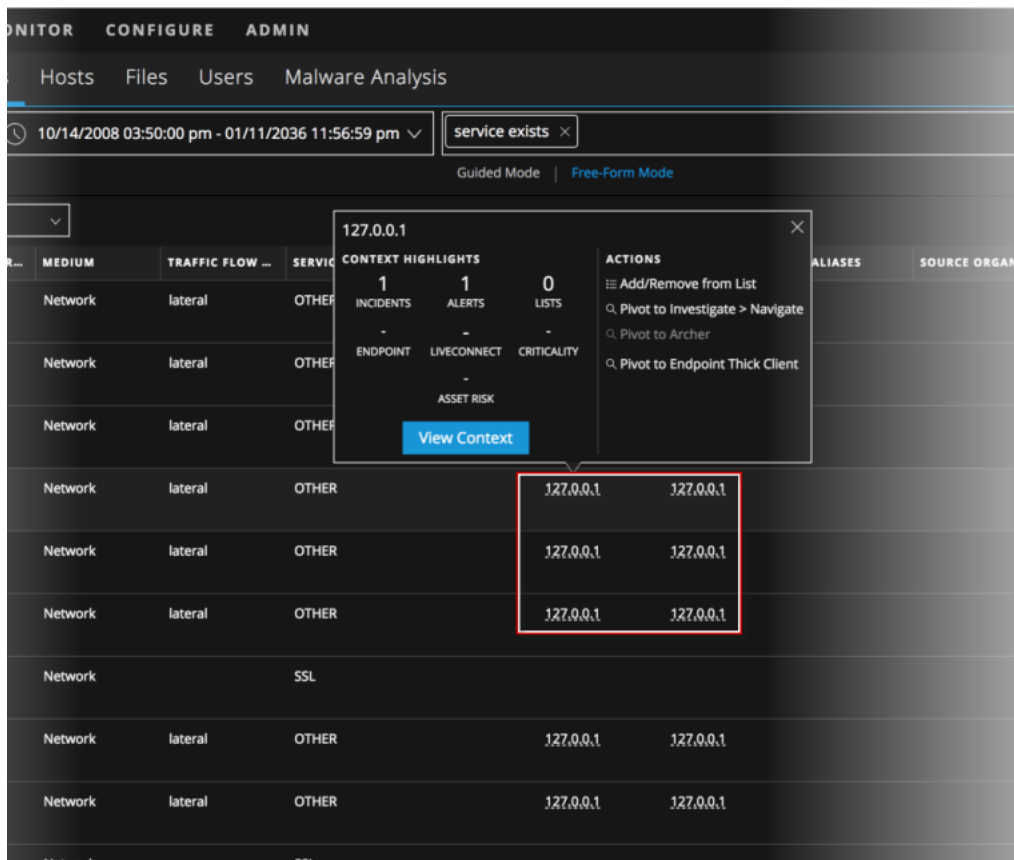 ONITOR CONFIGURE ADMIN
Hosts Files Users Malware Analysis
10/14/2008 03:50:00 pm - 01/11/2036 11:56:59 pm service exists ×
Guided Mode | Free-Form Mode
127.0.0.1
R... MEDIUM TRAFFIC FLOW ... SERVIC CONTEXT HIGHLIGHTS ACTIONS ALIASES SOURCE ORGAN
1 1 0 Add/Remove from List
Network lateral OTHER INCIDENTS ALERTS LISTS Pivot to Investigate > Navigate
- - - Pivot to Archer
ENDPOINT LIVECONNECT CRITICALITY Pivot to Endpoint Thick Client
Network lateral OTHER
-
ASSET RISK
Network lateral OTHER
View Context
Network lateral OTHER 127.0.0.1 127.0.0.1
Network lateral OTHER 127.0.0.1 127.0.0.1
Network lateral OTHER 127.0.0.1 127.0.0.1
Network SSL
Network lateral OTHER 127.0.0.1 127.0.0.1
Network lateral OTHER 127.0.0.1 127.0.0.1